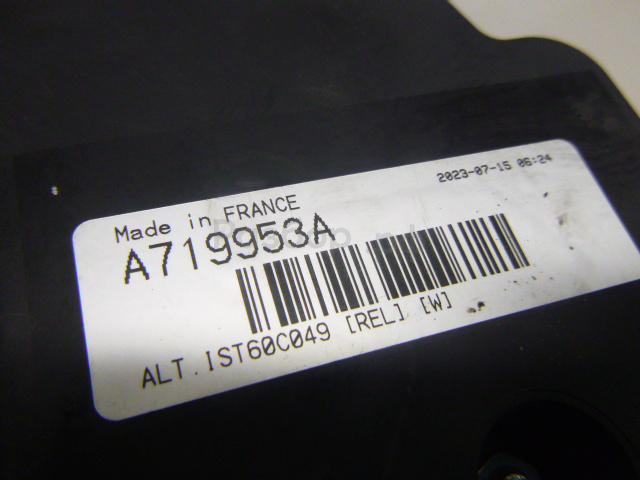 2023-07-15 06:24
Made in FRANCE
A719953A
ALT.IST60C049 [REL] [W]